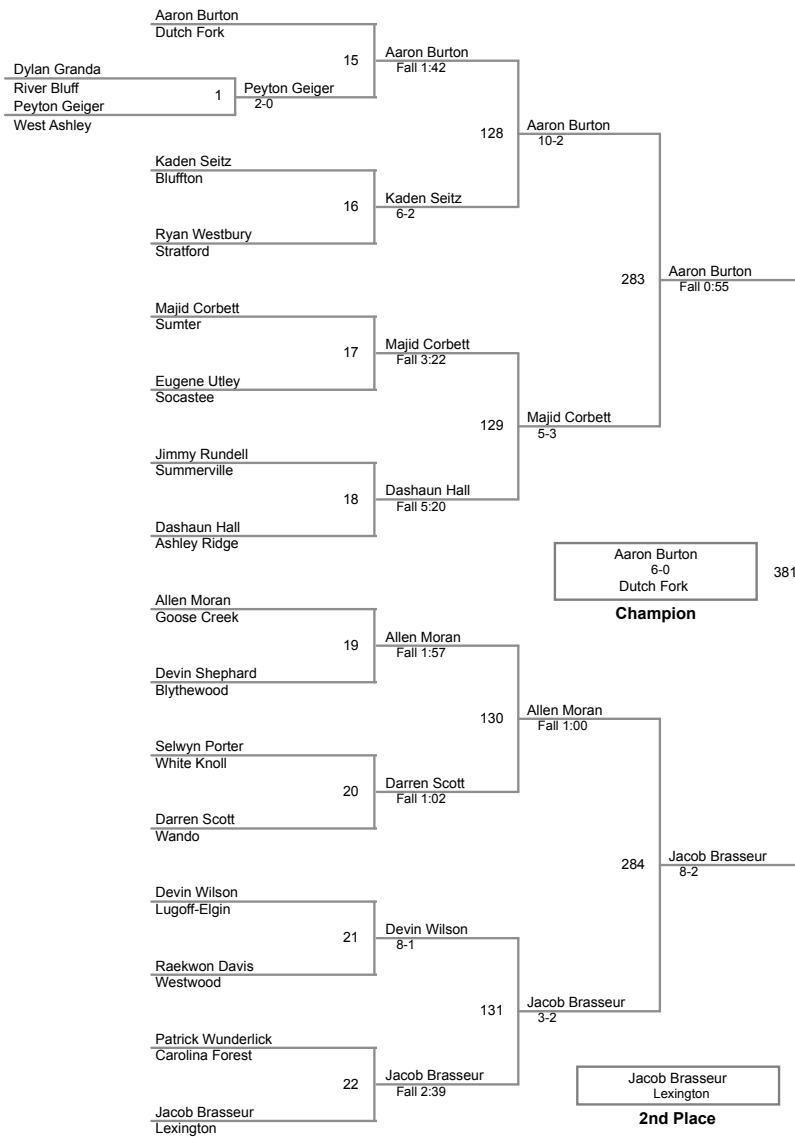 Aaron Burton
Dutch Fork
15
Aaron Burton
Fall 1:42
Dylan Granda
River Bluff
1
Peyton Geiger
2-0
Peyton Geiger
West Ashley
128
Aaron Burton
10-2
Kaden Seitz
Bluffton
16
Kaden Seitz
6-2
Ryan Westbury
Stratford
283
Aaron Burton
Fall 0:55
Majid Corbett
Sumter
17
Majid Corbett
Fall 3:22
Eugene Utley
Socastee
129
Majid Corbett
5-3
Jimmy Rundell
Summerville
18
Dashaun Hall
Fall 5:20
Dashaun Hall
Ashley Ridge
Aaron Burton
6-0
Dutch Fork
381
Champion
Allen Moran
Goose Creek
19
Allen Moran
Fall 1:57
Devin Shephard
Blythewood
130
Allen Moran
Fall 1:00
Selwyn Porter
White Knoll
20
Darren Scott
Fall 1:02
Darren Scott
Wando
284
Jacob Brasseur
8-2
Devin Wilson
Lugoff-Elgin
21
Devin Wilson
8-1
Raekwon Davis
Westwood
131
Jacob Brasseur
3-2
Patrick Wunderlick
Carolina Forest
22
Jacob Brasseur
Fall 2:39
Jacob Brasseur
Lexington
Jacob Brasseur
Lexington
2nd Place